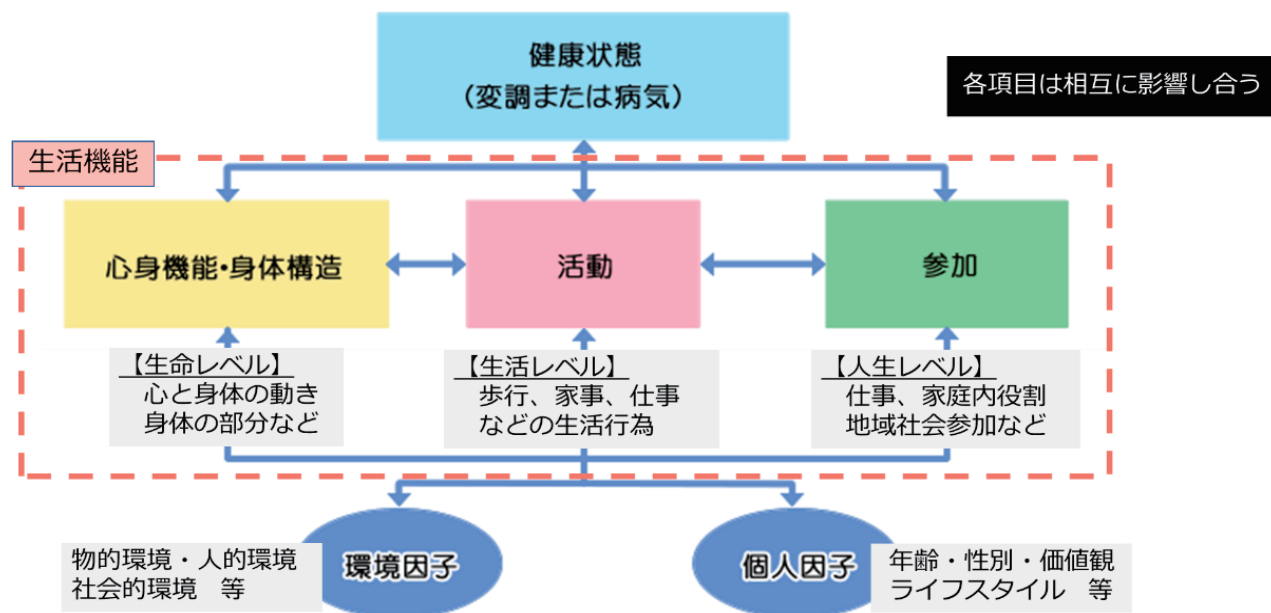 健康状態
（変調または病気）
各項目は相互に影響し合う
生活機能
心身機能・身体構造
活動
参加
【生命レベル】
心と身体の動き
身体の部分など
【生活レベル】
歩行、家事、仕事
などの生活行為
【人生レベル】
仕事、家庭内役割
地域社会参加など
物的環境・人的環境
社会的環境　等
環境因子
個人因子
年齢・性別・価値観
ライフスタイル　等